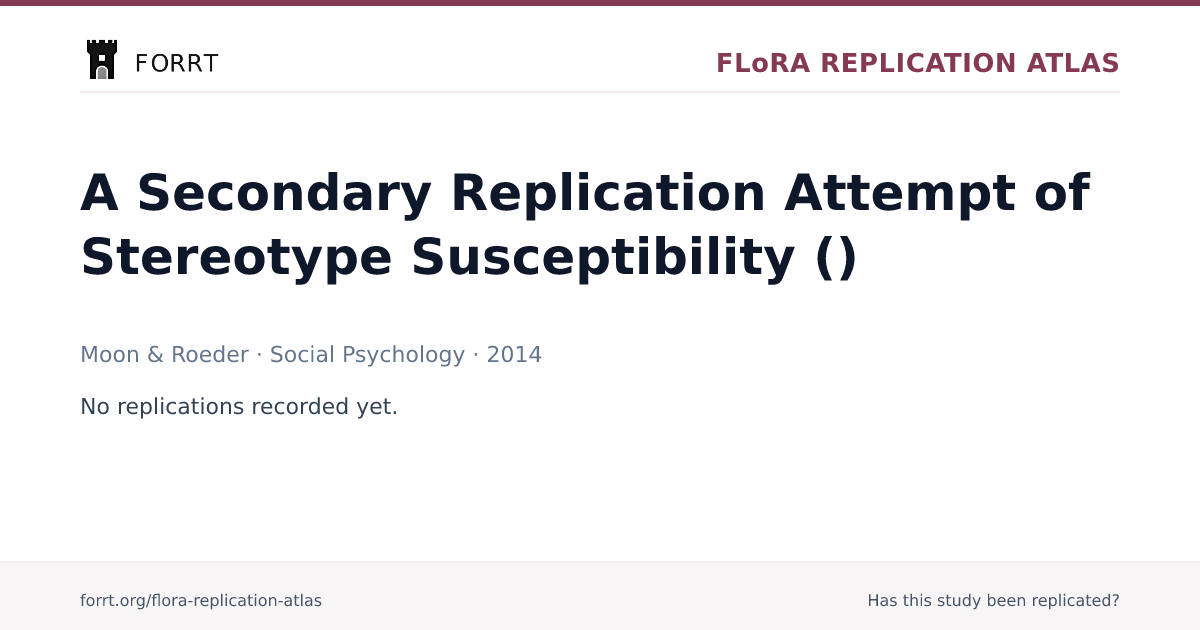 FORRT
FLoRA REPLICATION ATLAS
A Secondary Replication Attempt of
Stereotype Susceptibility ()
Moon & Roeder · Social Psychology · 2014
No replications recorded yet.
forrt.org/flora-replication-atlas
Has this study been replicated?